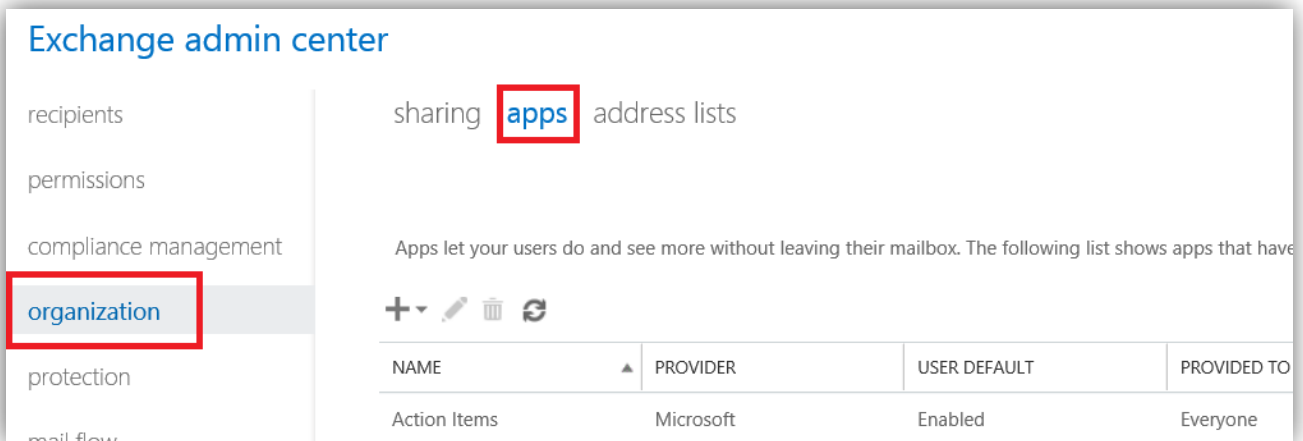 Exchange admin center
recipients
permissions
compliance management
organization
protection
mail flow
sharing apps address lists
Apps let your users do and see more without leaving their mailbox. The following list shows apps that have
NAME PROVIDER USER DEFAULT PROVIDED TO
Action Items Microsoft Enabled Everyone